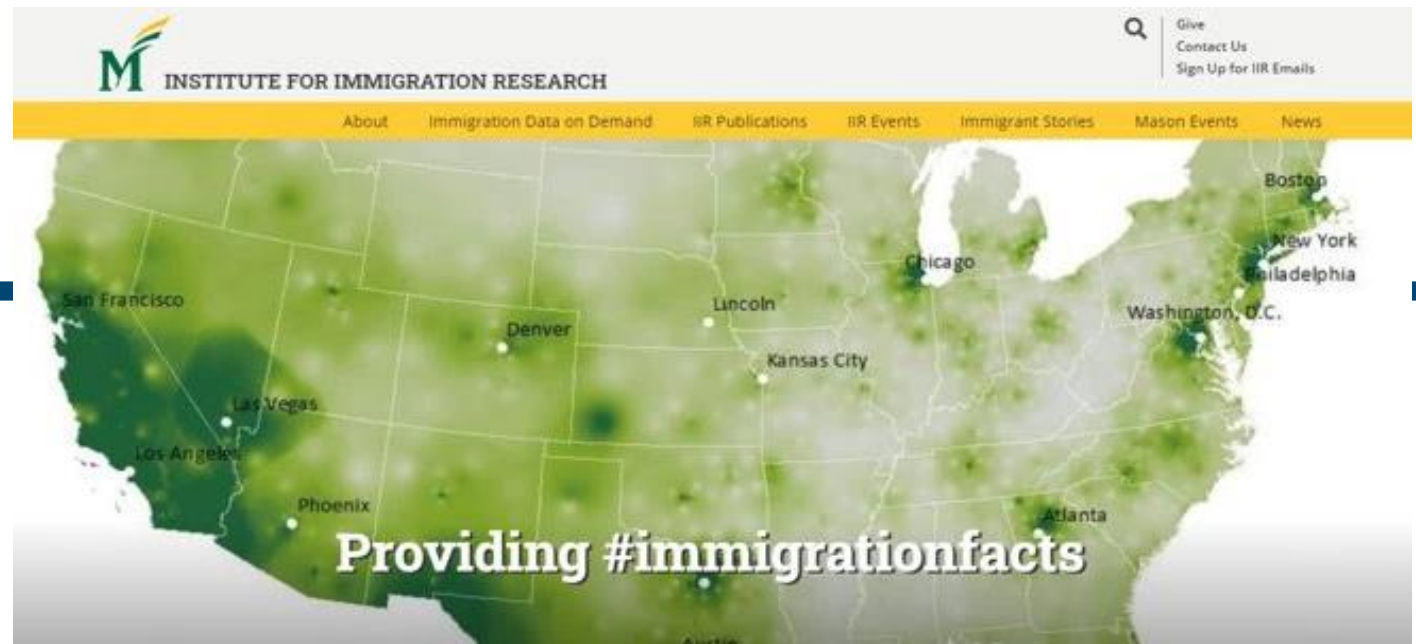 Give
Contact Us
Sign Up for IIR Emails
M INSTITUTE FOR IMMIGRATION RESEARCH
About Immigration Data on Demand IIR Publications IIR Events Immigrant Stories Mason Events News
Boston
New York
Chicago
Philadelphia
San Francisco
Lincoln
Washington, D.C.
Denver
Kansas City
Las Vegas
Los Angeles
Phoenix
Atlanta
Providing #immigrationfacts
Austin